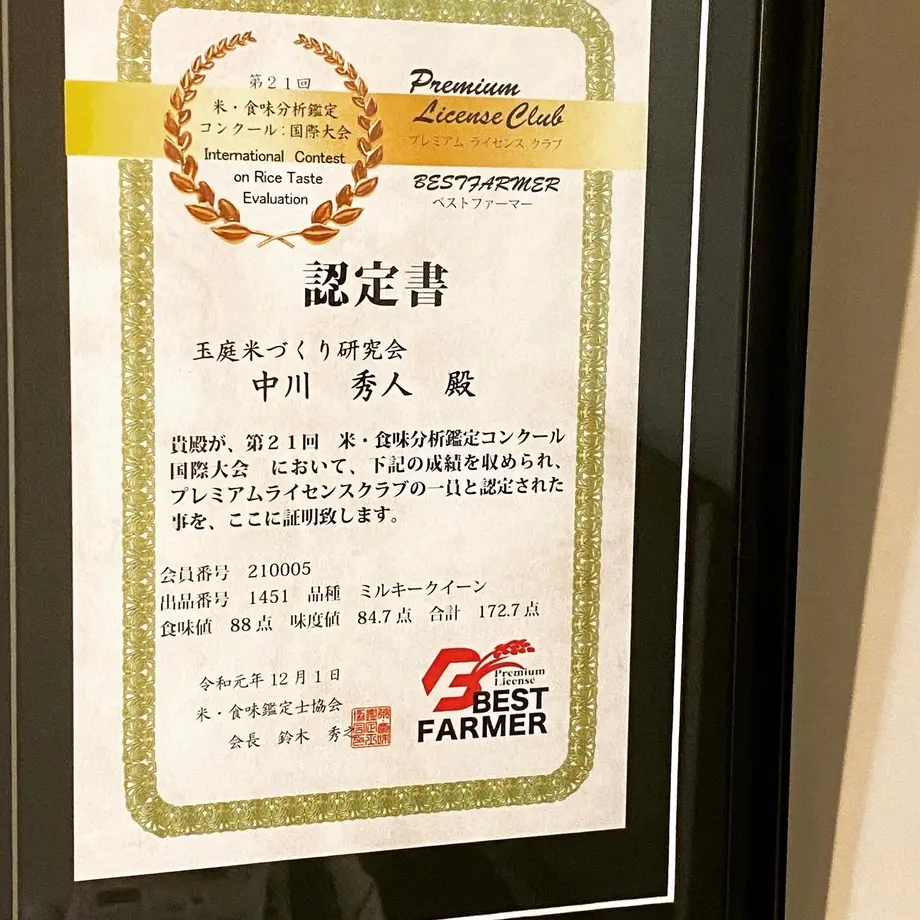 第21回
米・食味分析鑑定
コンクール:国際大会
International Contest
on Rice Taste
Evaluation
Premium
License Club
プレミアム ライセンス クラブ
BESTFARMER
ベストファーマー
認定書
玉庭米づくり研究会
中川 秀人 殿
貴殿が、第21回 米・食味分析鑑定コンクール
国際大会 において、下記の成績を収められ、
プレミアムライセンスクラブの一員と認定された
事を、ここに証明致します。
会員番号 210005
出品番号 1451 品種 ミルキークイーン
食味値 88点 味度値 84.7点 合計 172.7点
令和元年12月1日
米・食味鑑定士協会
会長 鈴木 秀之
Premium
License
BEST
FARMER